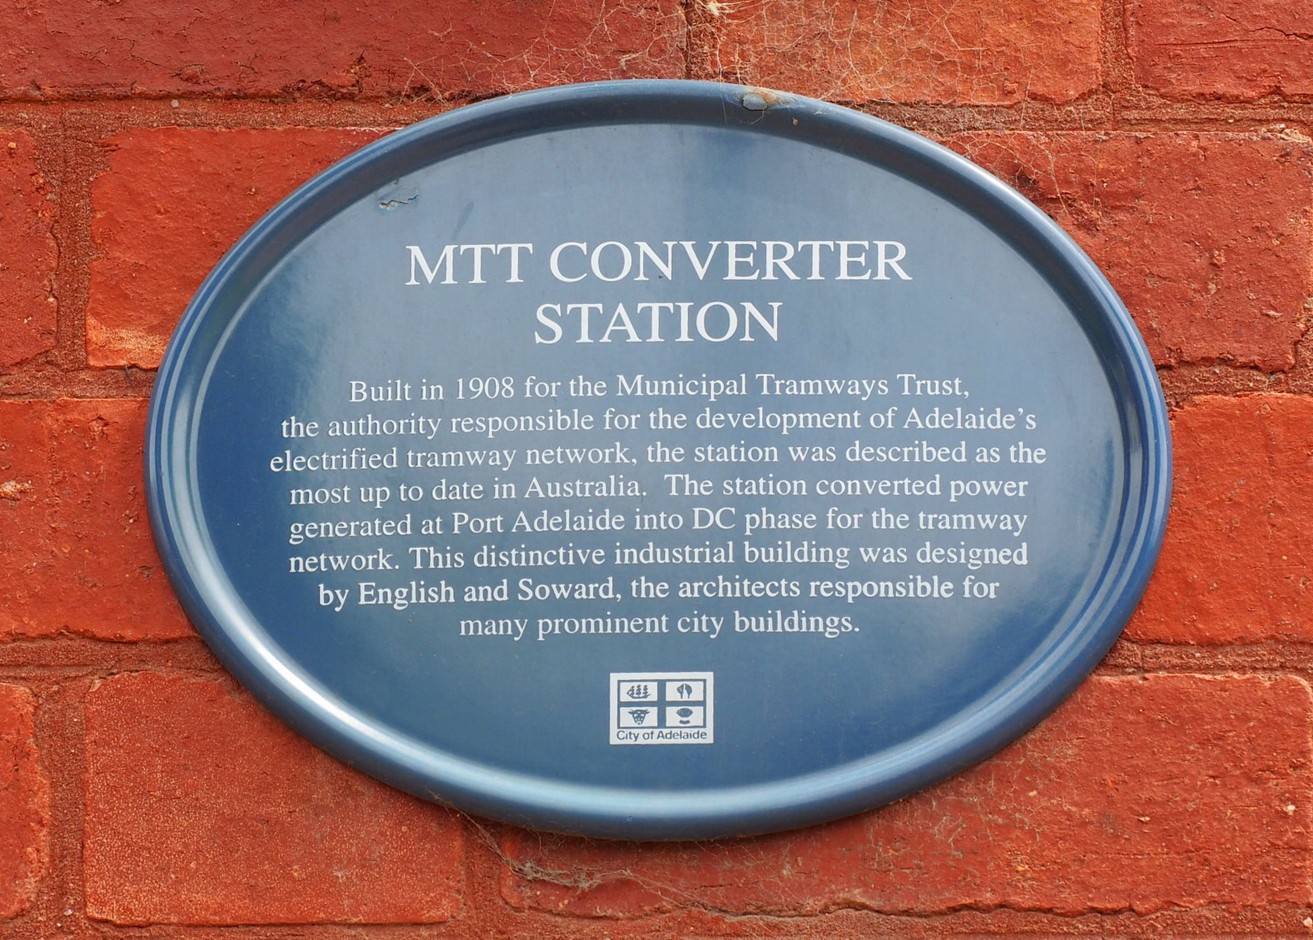 MTT CONVERTER
STATION
Built in 1908 for the Municipal Tramways Trust,
the authority responsible for the development of Adelaide's
electrified tramway network, the station was described as the
most up to date in Australia.  The station converted power
generated at Port Adelaide into DC phase for the tramway
network. This distinctive industrial building was designed
by English and Soward, the architects responsible for
many prominent city buildings.
City of Adelaide